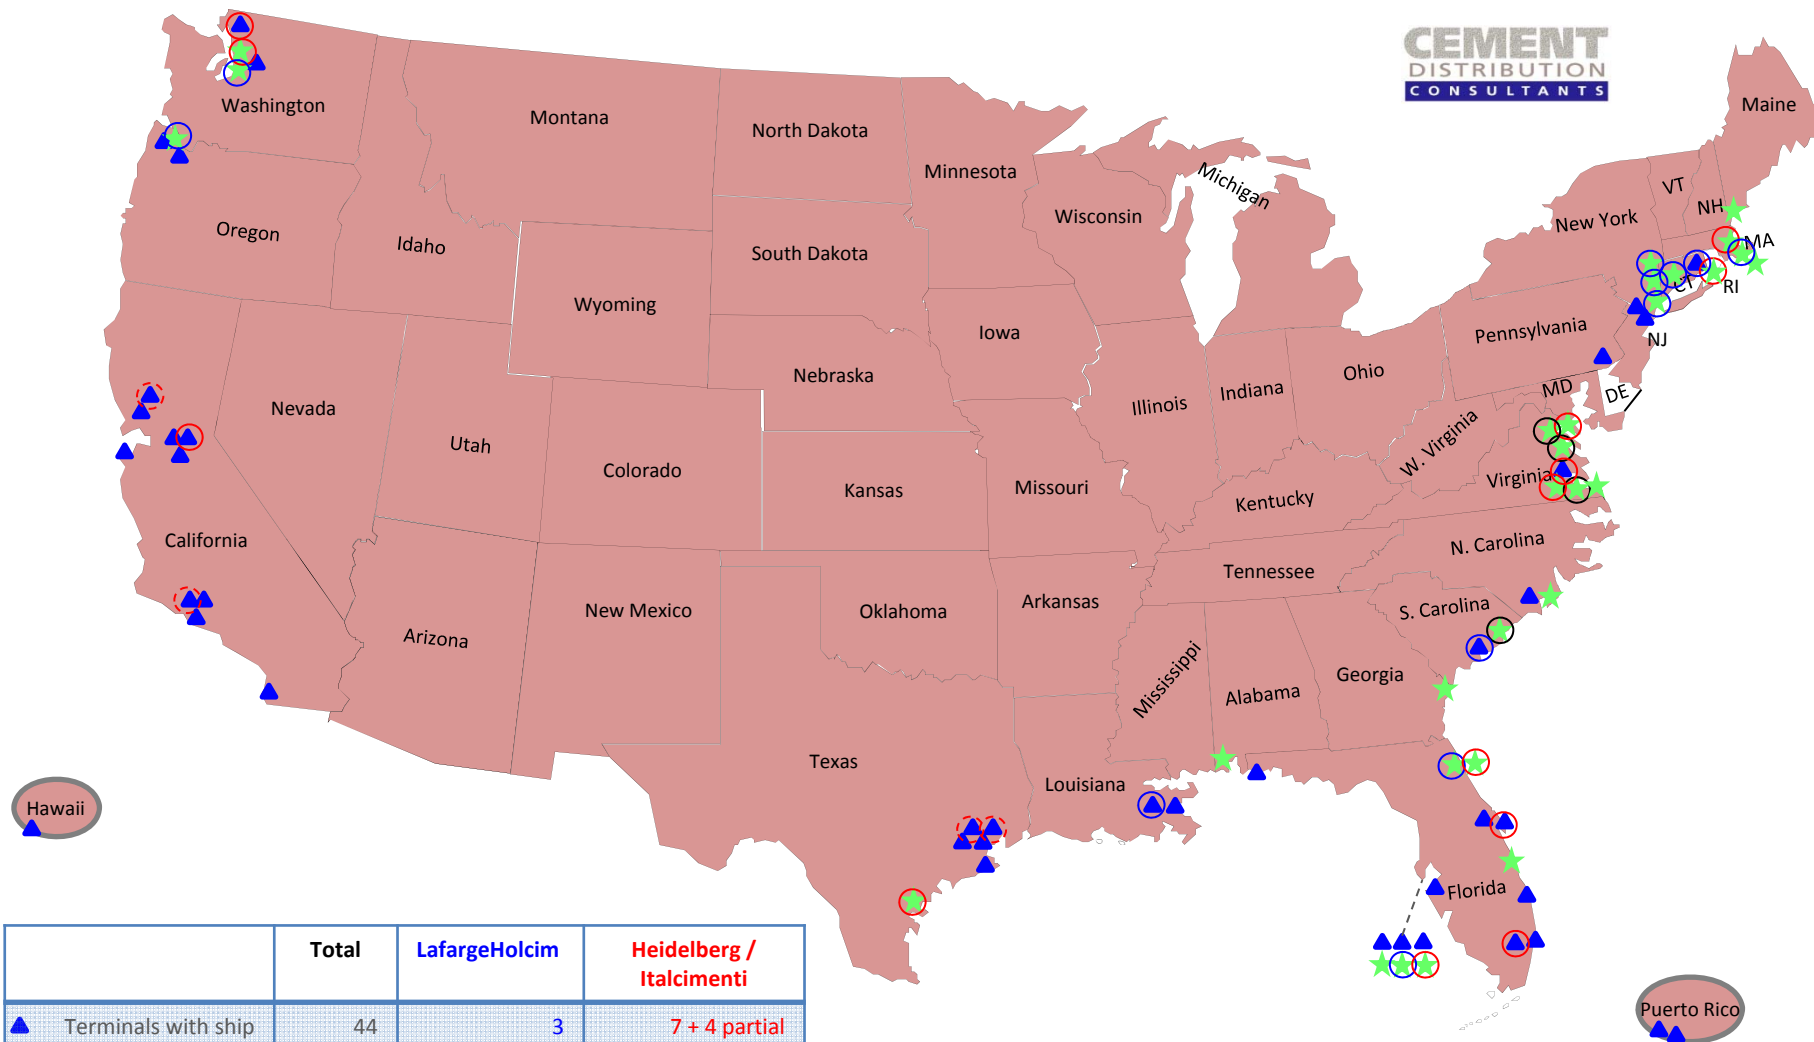 CEMENT
DISTRIBUTION
CONSULTANTS
Washington
Montana
North Dakota
Minnesota
Michigan
Maine
VT
NH
New York
MA
CT
RI
Oregon
Idaho
South Dakota
Wisconsin
Wyoming
Iowa
Pennsylvania
NJ
Nebraska
Illinois
Indiana
Ohio
MD
DE
Nevada
Utah
Colorado
Kansas
Missouri
W. Virginia
Virginia
Kentucky
California
N. Carolina
Tennessee
Arizona
New Mexico
Oklahoma
Arkansas
S. Carolina
Mississippi
Alabama
Georgia
Texas
Louisiana
Hawaii
Florida
Puerto Rico
Total LafargeHolcim Heidelberg /
Italcimenti
Terminals with ship 44 3 7 + 4 partial